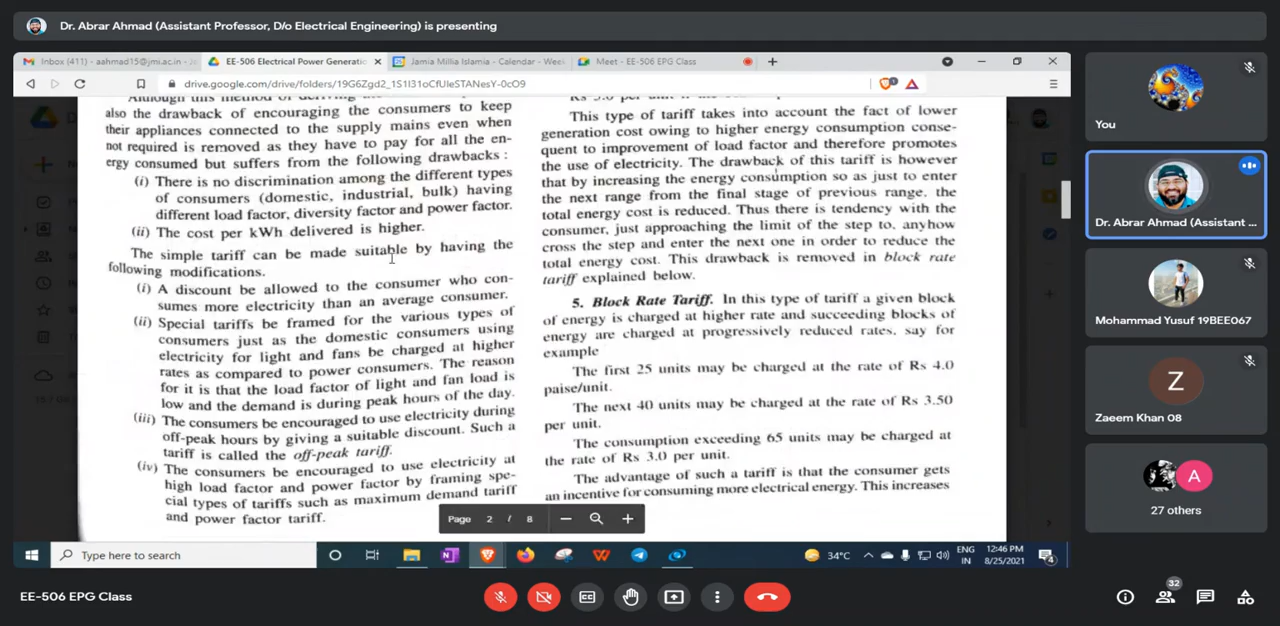 Dr. Abrar Ahmad (Assistant Professor, D/o Electrical Engineering) is presenting
Inbox (411) - aahmad15@jmi.ac.in -
EE-506 Electrical Power Generatio
Jamia Millia Islamia - Calendar - Week
Meet - EE-506 EPG Class
drive.google.com/drive/folders/
also the drawback of encouraging the consumers to keep
their appliances connected to the supply mains even when
not required is removed as they have to pay for all the en-
ergy consumed but suffers from the following drawbacks :
(i) There is no discrimination among the different types
of consumers (domestic, industrial, bulk) having
different load factor, diversity factor and power factor.
(ii) The cost per kWh delivered is higher.
The simple tariff can be made suitable by having the
following modifications.
(i) A discount be allowed to the consumer who con-
sumes more electricity than an average consumer.
(ii) Special tariffs be framed for the various types of
consumers just as the domestic consumers using
electricity for light and fans be charged at higher
rates as compared to power consumers. The reason
for it is that the load factor of light and fan load is
low and the demand is during peak hours of the day.
(iii) The consumers be encouraged to use electricity during
off-peak hours by giving a suitable discount. Such a
tariff is called the off-peak tariff.
(iv) The consumers be encouraged to use electricity at
high load factor and power factor by framing spe-
cial types of tariffs such as maximum demand tariff
and power factor tariff.
This type of tariff takes into account the fact of lower
generation cost owing to higher energy consumption conse-
quent to improvement of load factor and therefore promotes
the use of electricity. The drawback of this tariff is however
that by increasing the energy consumption so as just to enter
the next range from the final stage of previous range, the
total energy cost is reduced. Thus there is tendency with the
consumer, just approaching the limit of the step to, anyhow
cross the step and enter the next one in order to reduce the
total energy cost. This drawback is removed in block rate
tariff explained below.
5. Block Rate Tariff. In this type of tariff a given block
of energy is charged at higher rate and succeeding blocks of
energy are charged at progressively reduced rates, say for
example
The first 25 units may be charged at the rate of Rs 4.0
paise/unit.
The next 40 units may be charged at the rate of Rs 3.50
per unit.
The consumption exceeding 65 units may be charged at
the rate of Rs 3.0 per unit.
The advantage of such a tariff is that the consumer gets
an incentive for consuming more electrical energy. This increases
Page 2 / 8
Type here to search
34°C
ENG
IN
12:46 PM
8/25/2021
4
You
Dr. Abrar Ahmad (Assistant ...
Mohammad Yusuf 19BEE067
Z
Zaeem Khan 08
A
27 others
EE-506 EPG Class
32